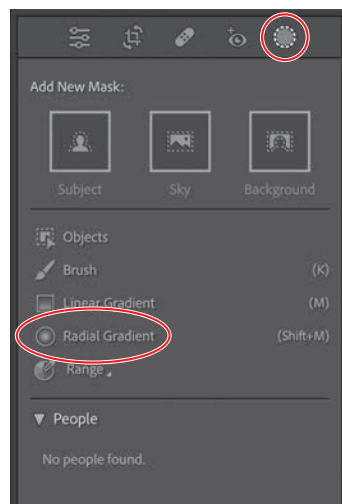 Add New Mask:
Subject Sky Background
Objects
Brush (K)
Linear Gradient (M)
Radial Gradient (Shift+M)
Range
People
No people found.